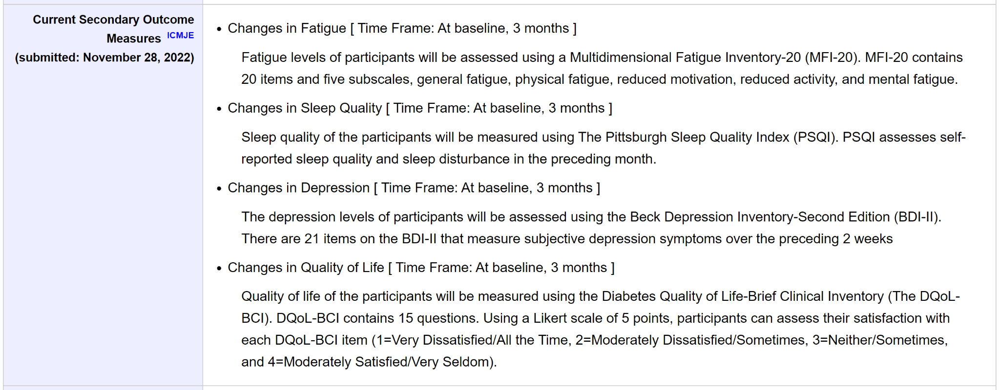 Current Secondary Outcome
Measures ICMJE
(submitted: November 28, 2022)
• Changes in Fatigue [ Time Frame: At baseline, 3 months ]
Fatigue levels of participants will be assessed using a Multidimensional Fatigue Inventory-20 (MFI-20). MFI-20 contains
20 items and five subscales, general fatigue, physical fatigue, reduced motivation, reduced activity, and mental fatigue.
• Changes in Sleep Quality [ Time Frame: At baseline, 3 months ]
Sleep quality of the participants will be measured using The Pittsburgh Sleep Quality Index (PSQI). PSQI assesses self-
reported sleep quality and sleep disturbance in the preceding month.
• Changes in Depression [ Time Frame: At baseline, 3 months ]
The depression levels of participants will be assessed using the Beck Depression Inventory-Second Edition (BDI-II).
There are 21 items on the BDI-II that measure subjective depression symptoms over the preceding 2 weeks
• Changes in Quality of Life [ Time Frame: At baseline, 3 months ]
Quality of life of the participants will be measured using the Diabetes Quality of Life-Brief Clinical Inventory (The DQoL-
BCI). DQoL-BCI contains 15 questions. Using a Likert scale of 5 points, participants can assess their satisfaction with
each DQoL-BCI item (1=Very Dissatisfied/All the Time, 2=Moderately Dissatisfied/Sometimes, 3=Neither/Sometimes,
and 4=Moderately Satisfied/Very Seldom).